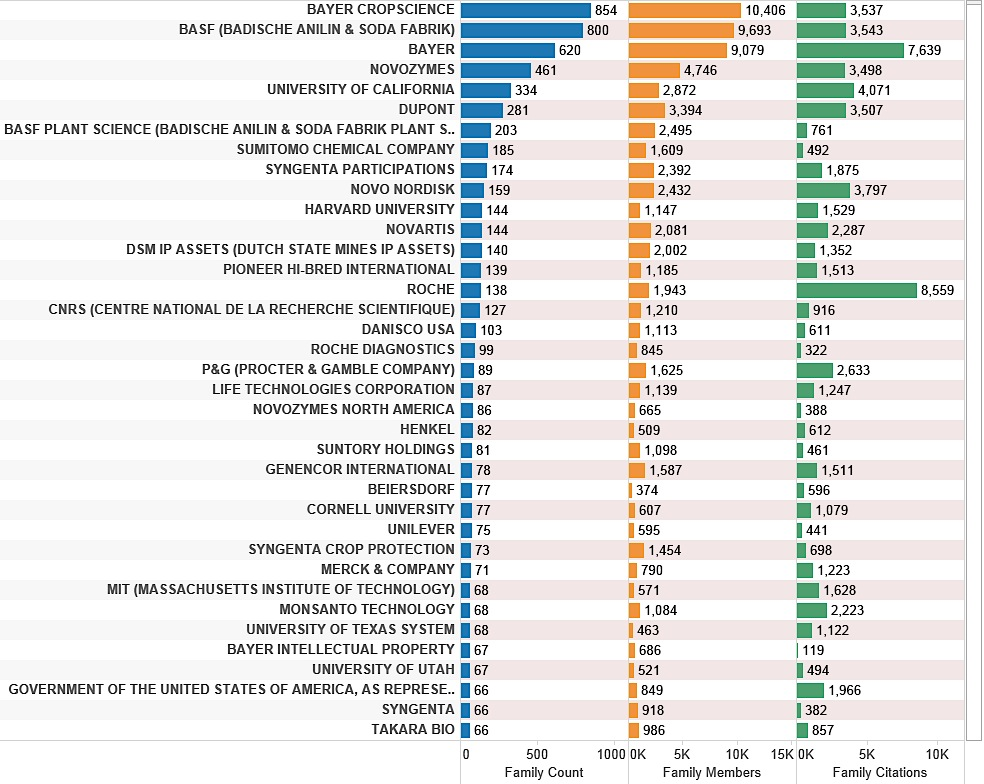 BAYER CROPSCIENCE 854 10,406 3,537
BASF (BADISCHE ANILIN & SODA FABRIK) 800 9,693 3,543
BAYER 620 9,079 7,639
NOVOZYMES 461 4,746 3,498
UNIVERSITY OF CALIFORNIA 334 2,872 4,071
DUPONT 281 3,394 3,507
BASF PLANT SCIENCE (BADISCHE ANILIN & SODA FABRIK PLANT S.. 203 2,495 761
SUMITOMO CHEMICAL COMPANY 185 1,609 492
SYNGENTA PARTICIPATIONS 174 2,392 1,875
NOVO NORDISK 159 2,432 3,797
HARVARD UNIVERSITY 144 1,147 1,529
NOVARTIS 144 2,081 2,287
DSM IP ASSETS (DUTCH STATE MINES IP ASSETS) 140 2,002 1,352
PIONEER HI-BRED INTERNATIONAL 139 1,185 1,513
ROCHE 138 1,943 8,559
CNRS (CENTRE NATIONAL DE LA RECHERCHE SCIENTIFIQUE) 127 1,210 916
DANISCO USA 103 1,113 611
ROCHE DIAGNOSTICS 99 845 322
P&G (PROCTER & GAMBLE COMPANY) 89 1,625 2,633
LIFE TECHNOLOGIES CORPORATION 87 1,139 1,247
NOVOZYMES NORTH AMERICA 86 665 388
HENKEL 82 509 612
SUNTORY HOLDINGS 81 1,098 461
GENENCOR INTERNATIONAL 78 1,587 1,511
BEIERSDORF 77 374 596
CORNELL UNIVERSITY 77 607 1,079
UNILEVER 75 595 441
SYNGENTA CROP PROTECTION 73 1,454 698
MERCK & COMPANY 71 790 1,223
MIT (MASSACHUSETTS INSTITUTE OF TECHNOLOGY) 68 571 1,628
MONSANTO TECHNOLOGY 68 1,084 2,223
UNIVERSITY OF TEXAS SYSTEM 68 463 1,122
BAYER INTELLECTUAL PROPERTY 67 686 119
UNIVERSITY OF UTAH 67 521 494
GOVERNMENT OF THE UNITED STATES OF AMERICA, AS REPRESE.. 66 849 1,966
SYNGENTA 66 918 382
TAKARA BIO 66 986 857
0 500 1000 0K 5K 10K 15K 0K 5K 10K
Family Count Family Members Family Citations